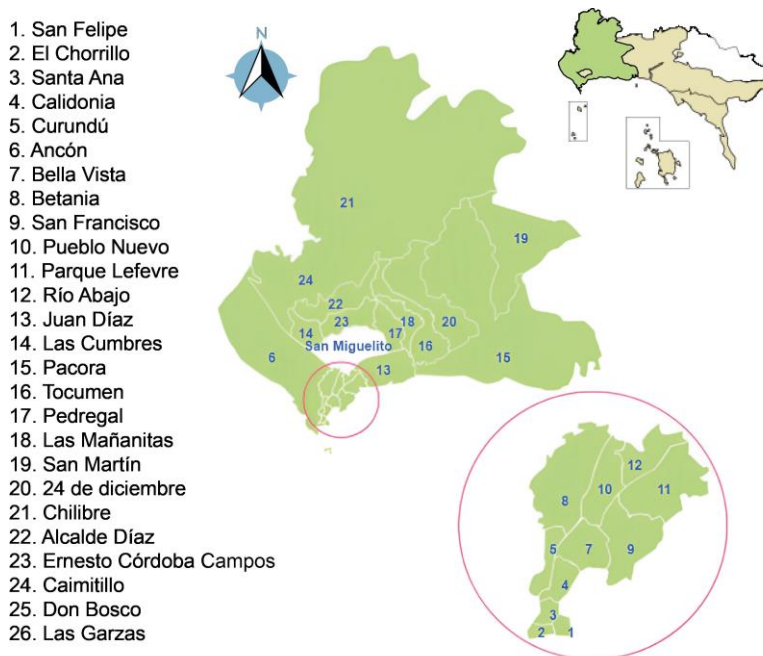 1. San Felipe
2. El Chorrillo
3. Santa Ana
4. Calidonia
5. Curundú
6. Ancón
7. Bella Vista
8. Betania
9. San Francisco
10. Pueblo Nuevo
11. Parque Lefevre
12. Río Abajo
13. Juan Díaz
14. Las Cumbres
15. Pacora
16. Tocumen
17. Pedregal
18. Las Mañanitas
19. San Martín
20. 24 de diciembre
21. Chilibre
22. Alcalde Díaz
23. Ernesto Córdoba Campos
24. Caimitillo
25. Don Bosco
26. Las Garzas
N
21
19
24
22
23
18
20
14
17
San Miguelito
16
6
13
15
12
8
10
11
5
7
9
4
3
2
1